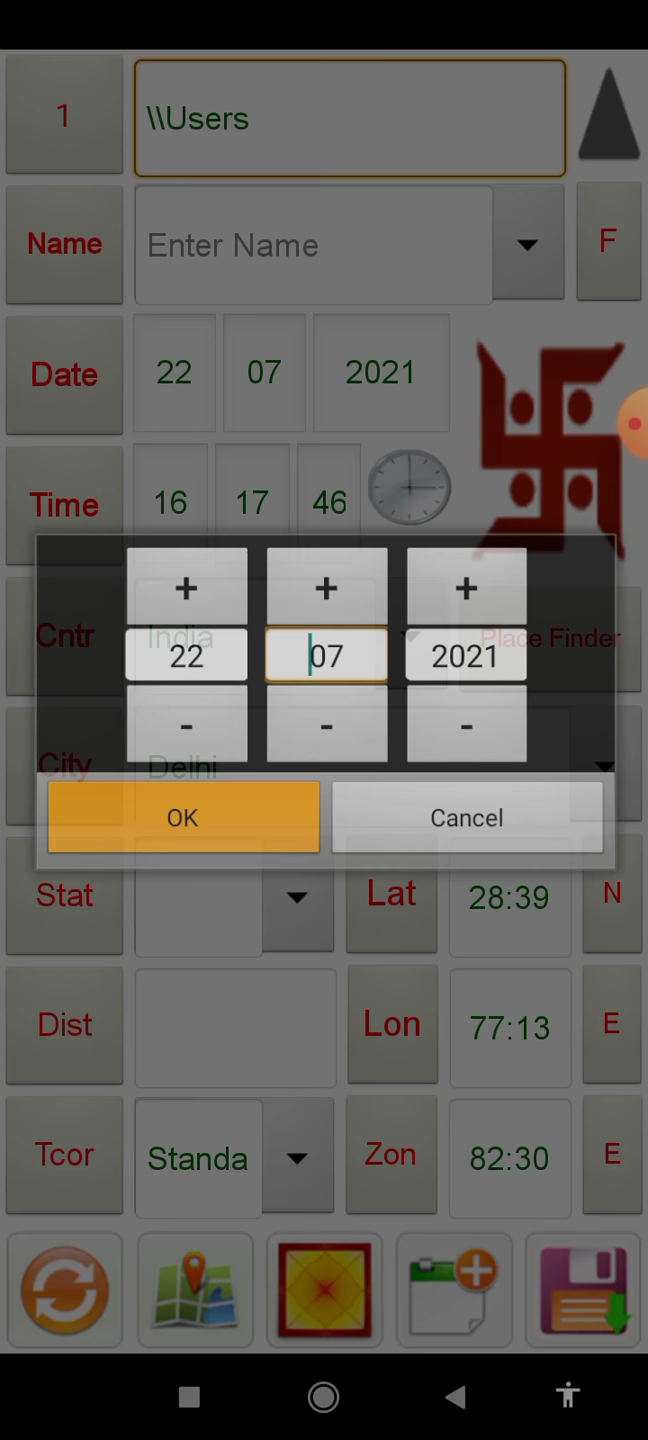 1 \\Users
Name Enter Name F
Date 22 07 2021
Time 16 17 46
+ + +
Cntr India Place Finder
22 07 2021
- - -
City Delhi
OK Cancel
Stat Lat 28:39 N
Dist Lon 77:13 E
Tcor Standa Zon 82:30 E